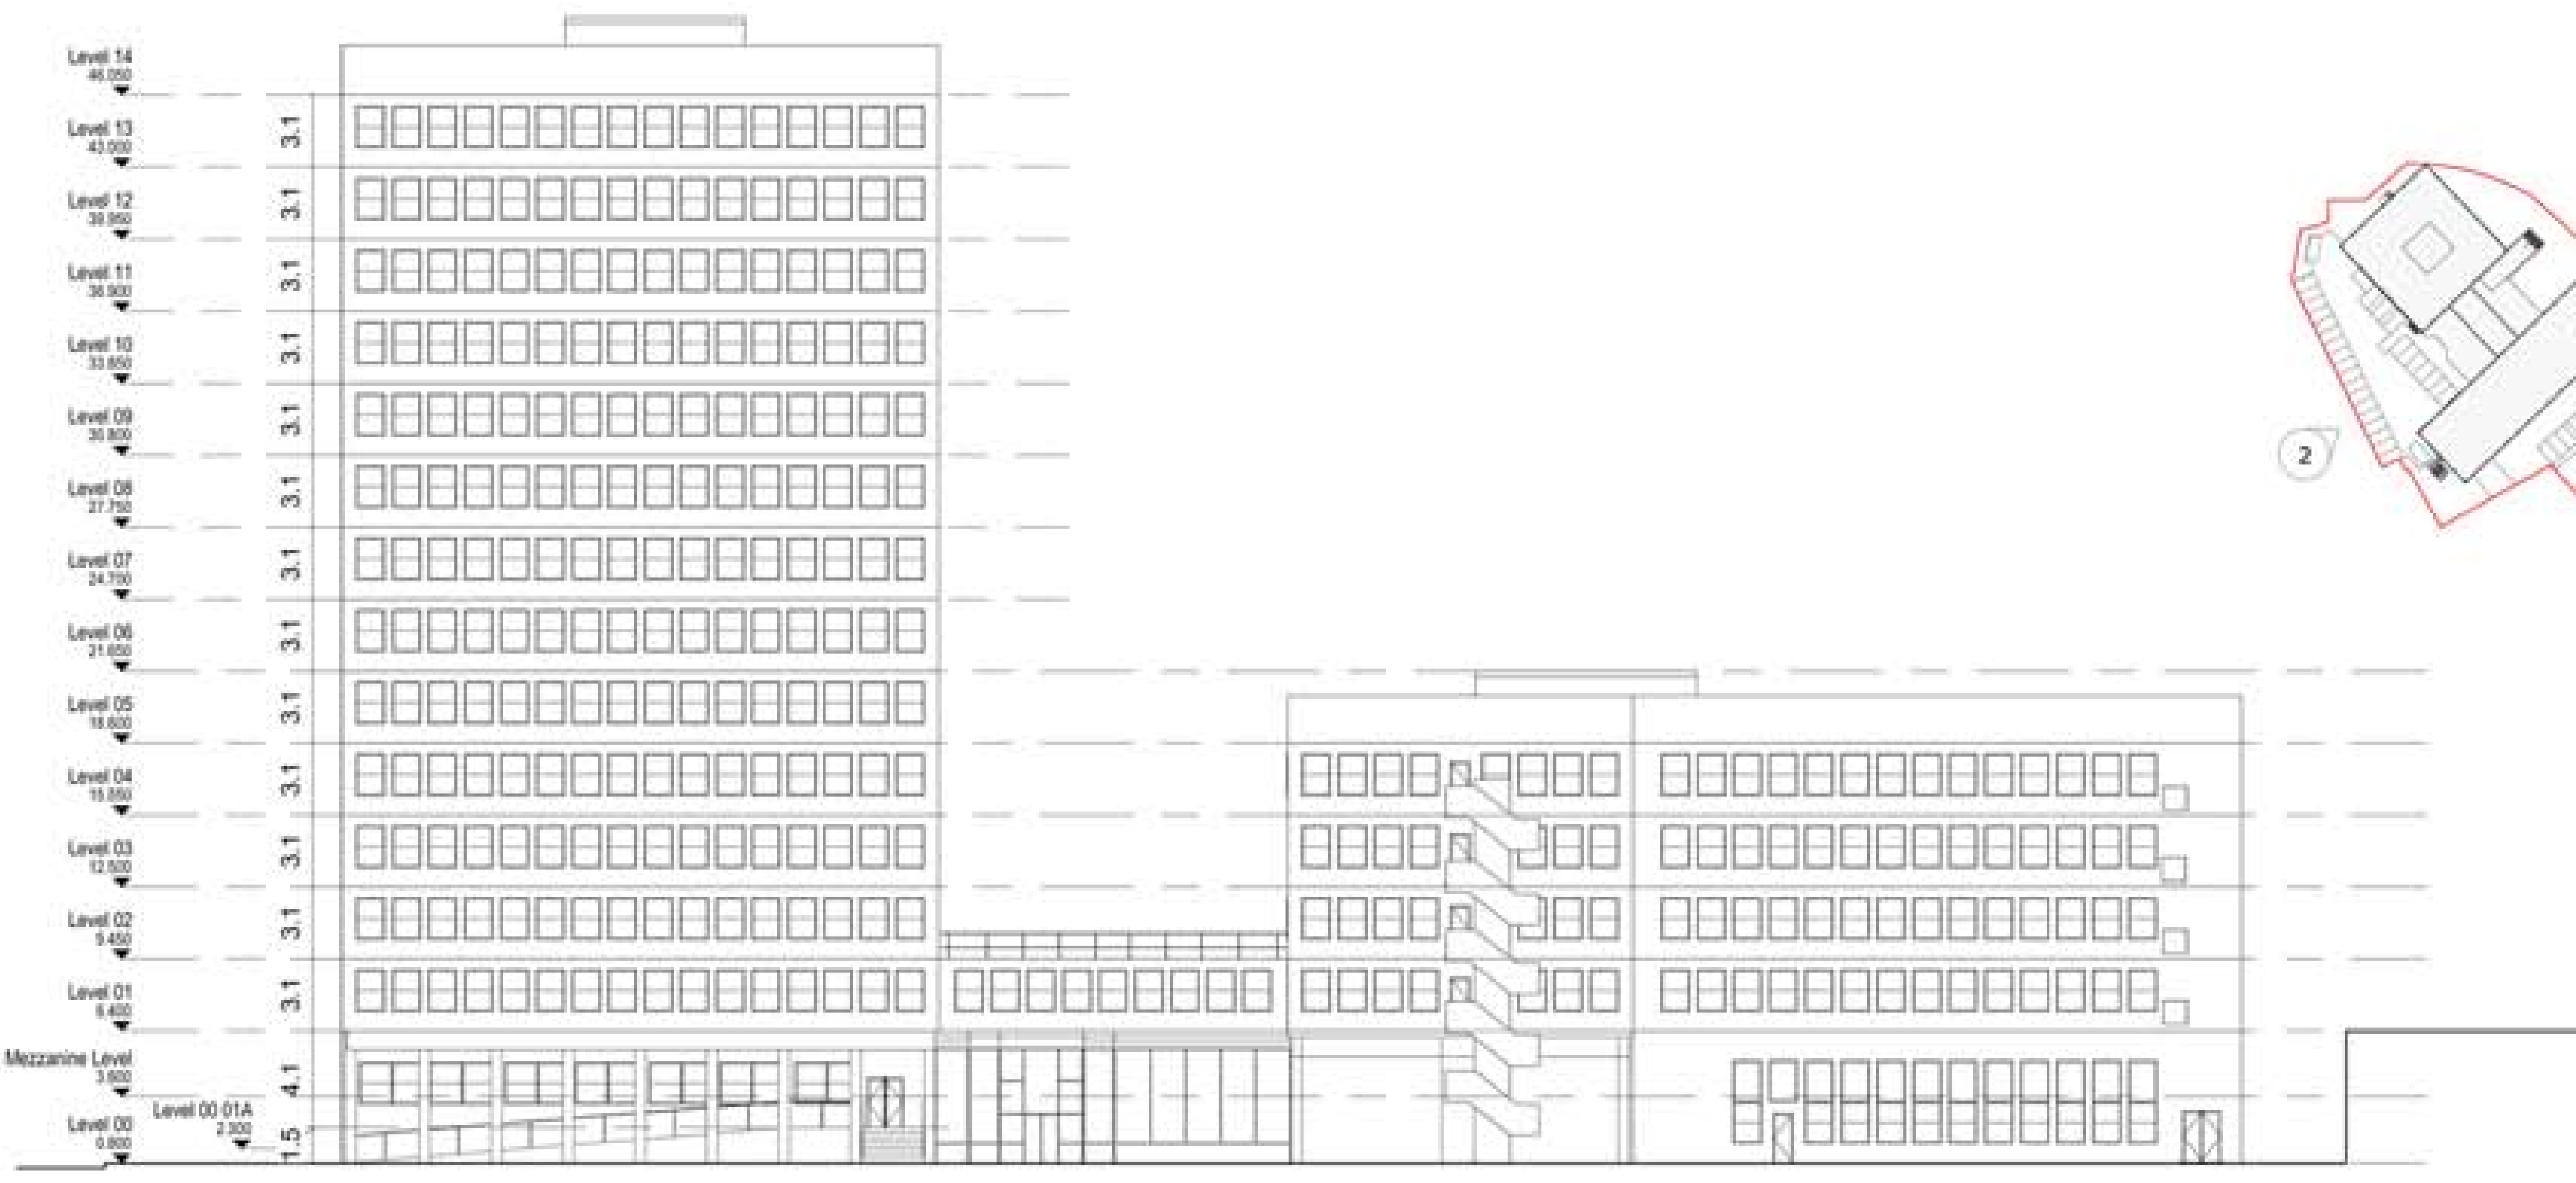 Level 14
46.050
Level 13
43.000
3.1
Level 12
39.950
3.1
Level 11
36.900
3.1
Level 10
33.850
3.1
Level 09
30.800
3.1
Level 08
27.750
3.1
Level 07
24.700
3.1
Level 06
21.650
3.1
Level 05
18.600
3.1
Level 04
15.550
3.1
Level 03
12.500
3.1
Level 02
9.450
3.1
Level 01
6.400
3.1
Mezzanine Level
3.600
4.1
Level 00 01A
2.300
Level 00
0.800
1.5
2